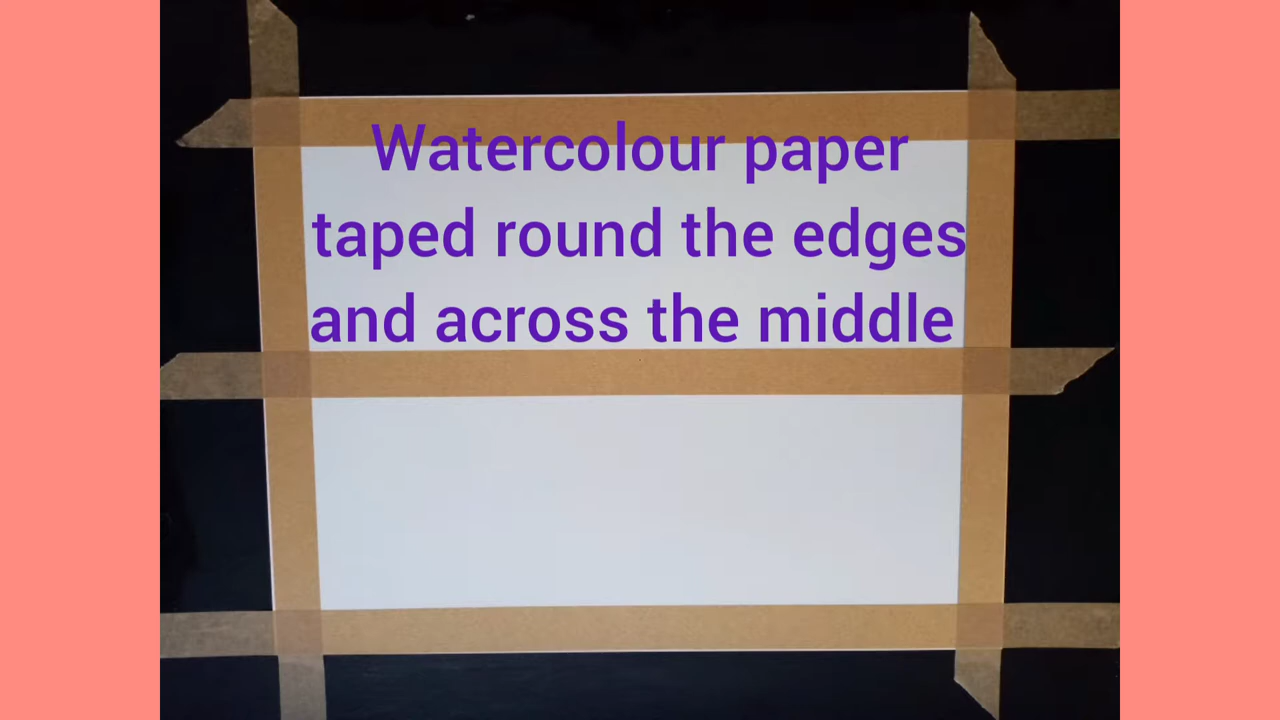 Watercolour paper
taped round the edges
and across the middle